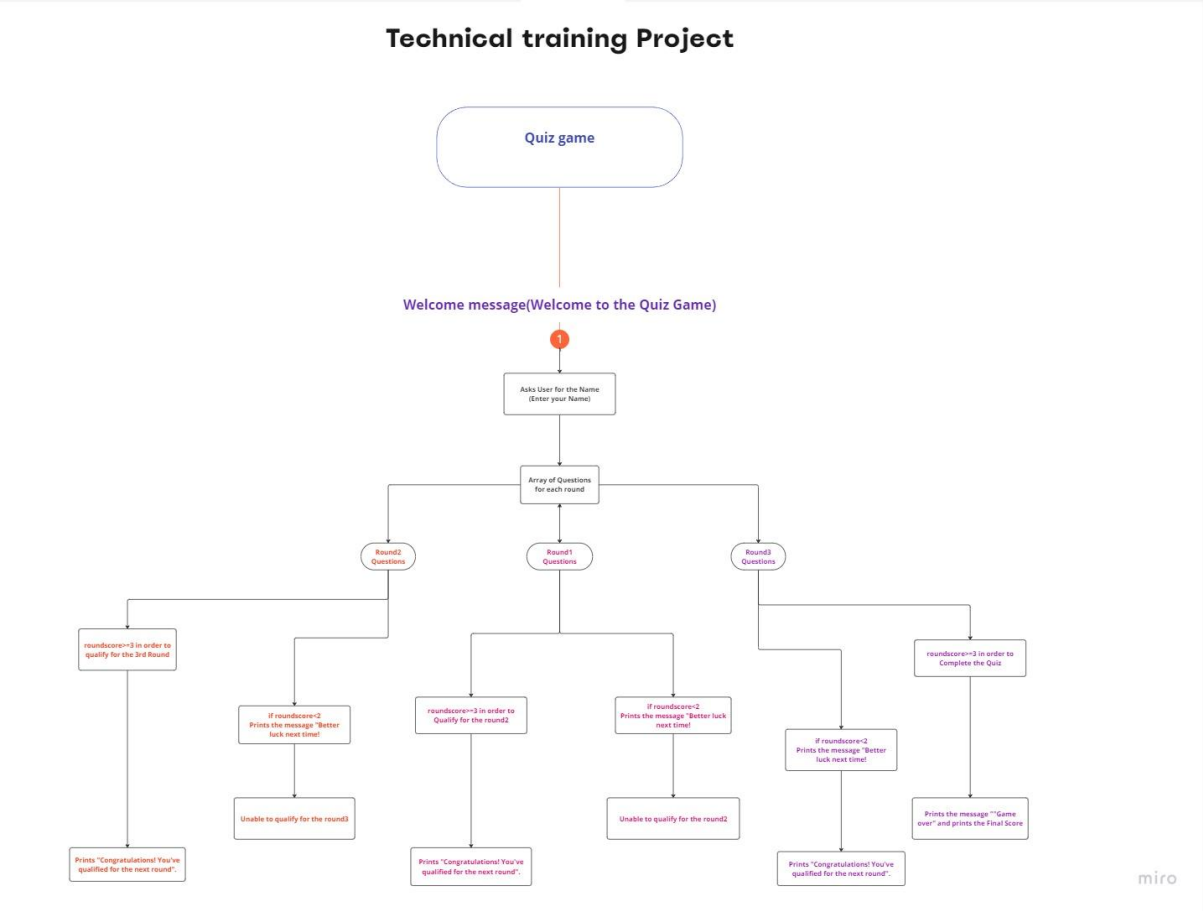 Technical training Project
Quiz game
Welcome message(Welcome to the Quiz Game)
1
Asks User for the Name
(Enter your Name)
Array of Questions
for each round
Round2
Questions
Round1
Questions
Round3
Questions
roundscore>=3 in order to
qualify for the 3rd Round
if roundscore<2
Prints the message "Better
luck next time!
roundscore>=3 in order to
Qualify for the round2
if roundscore<2
Prints the message "Better luck
next time!
if roundscore<2
Prints the message "Better
luck next time!
roundscore>=3 in order to
Complete the Quiz
Unable to qualify for the round3
Unable to qualify for the round2
Prints the message ""Game
over" and prints the Final Score
Prints "Congratulations! You've
qualified for the next round".
Prints "Congratulations! You've
qualified for the next round".
Prints "Congratulations! You've
qualified for the next round".
miro